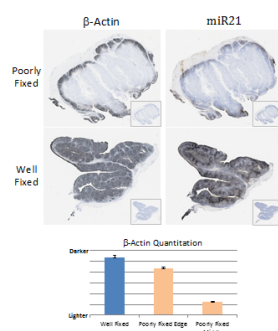 β-Actin miR21
Poorly
Fixed
Well
Fixed
β-Actin Quantitation
Darker
Lighter
Well Fixed Poorly Fixed Edge Poorly Fixed